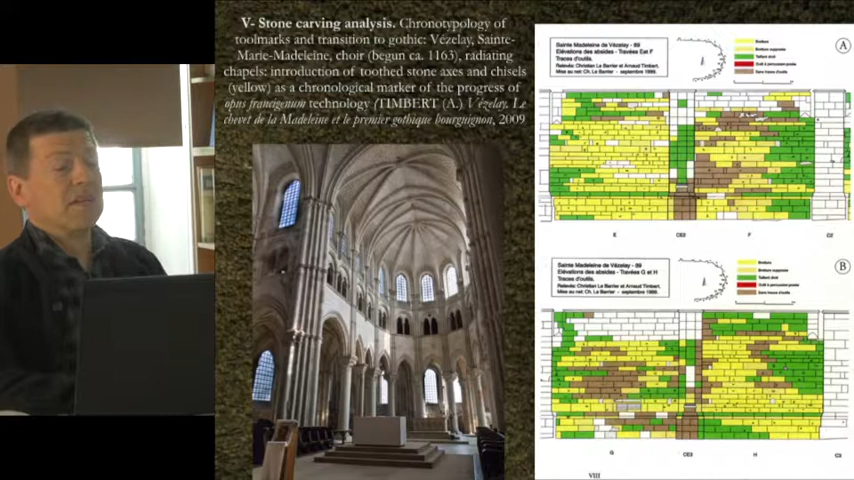 V- Stone carving analysis. Chronotypology of
toolmarks and transition to gothic: Vézelay, Sainte-
Marie-Madeleine, choir (begun ca. 1165), radiating
chapels: introduction of toothed stone axes and chisels
(yellow) as a chronological marker of the progress of
opus francigenum technology (TIMBERT (A.) Vézelay. Le
chevet de la Madeleine et le premier gothique bourguignon, 2009
Sainte Madeleine de Vézelay - 89
Elévations des absides - Travées E et F
Traces d'outils.
Relevés: Christian Le Barrier et Arnaud Timbert.
Mise au net Ch. Le Barrier - septembre 1999.
Bretture
Bretture supposée
Taillant droit
Outil à percussion posée
Sans trace d'outils
A
E
CE2
F
C2
Sainte Madeleine de Vézelay - 89
Elévations des absides - Travées G et H
Traces d'outils.
Relevés: Christian Le Barrier et Arnaud Timbert.
Mise au net Ch. Le Barrier - septembre 1999.
Bretture
Bretture supposée
Taillant droit
Outil à percussion posée
Sans trace d'outils
B
G
CE3
H
C3
VIII